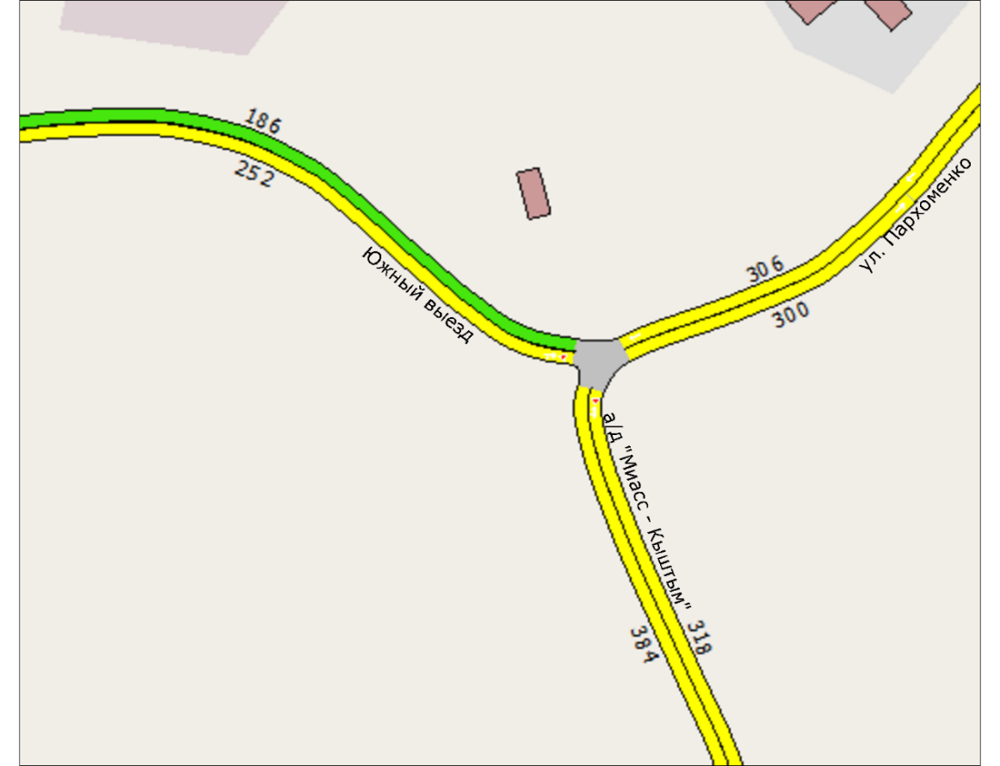 186
252
Южный выезд
306
300
ул. Пархоменко
а/д "Миасс - Кыштым"
384
318